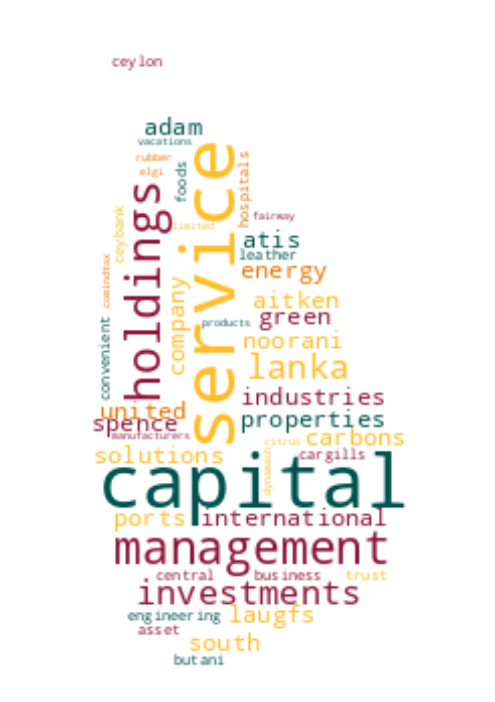 ceylon
adam
vacations
rubber
elgi
foods
hospitals
service
holdings
ceybank
limited
fairway
atis
leather
energy
comindtax
company
aitken
green
products
convenient
noorani
lanka
industries
united
properties
spence
manufacturers
citrus
carbons
solutions
dynawash
cargills
capital
ports
international
management
central
business
trust
investments
engineering
laugfs
asset
south
butani